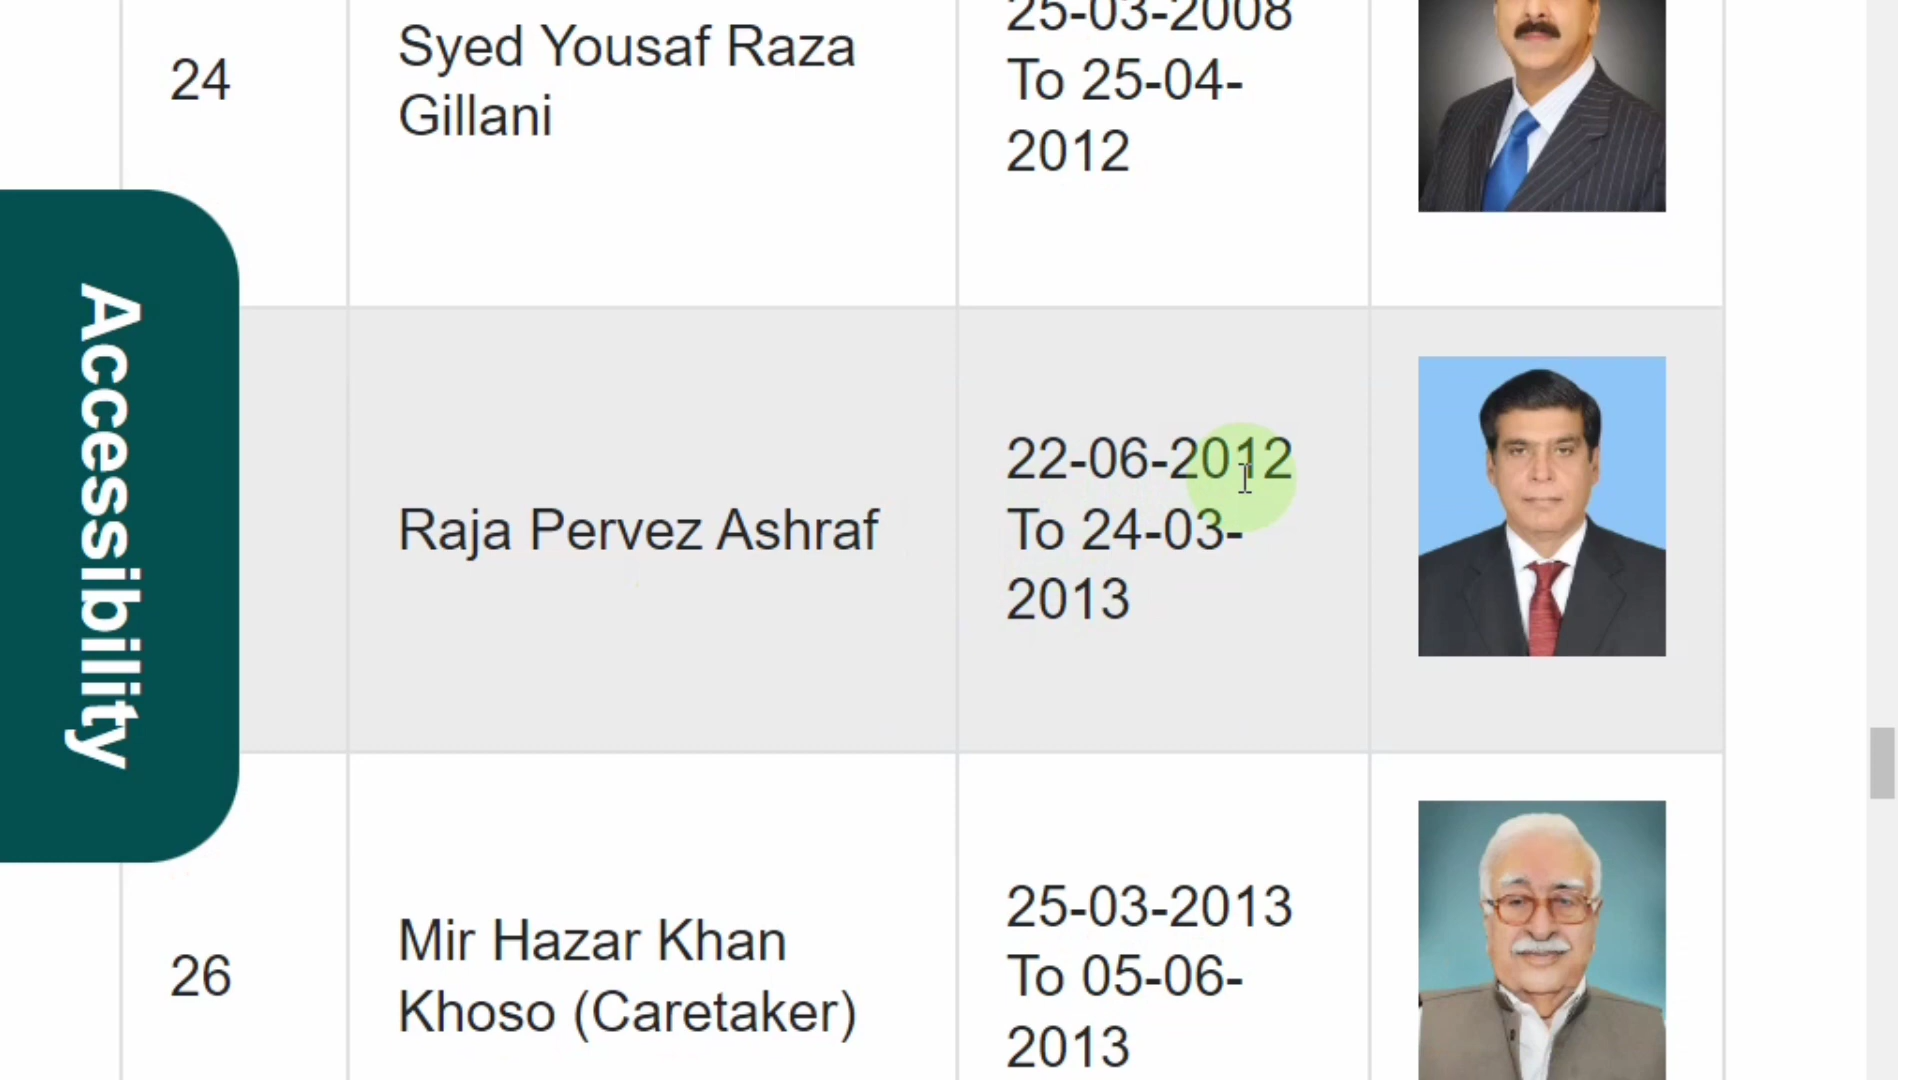 24
Syed Yousaf Raza
Gillani
25-03-2008
To 25-04-
2012
Accessibility
Raja Pervez Ashraf
22-06-2012
To 24-03-
2013
26
Mir Hazar Khan
Khoso (Caretaker)
25-03-2013
To 05-06-
2013